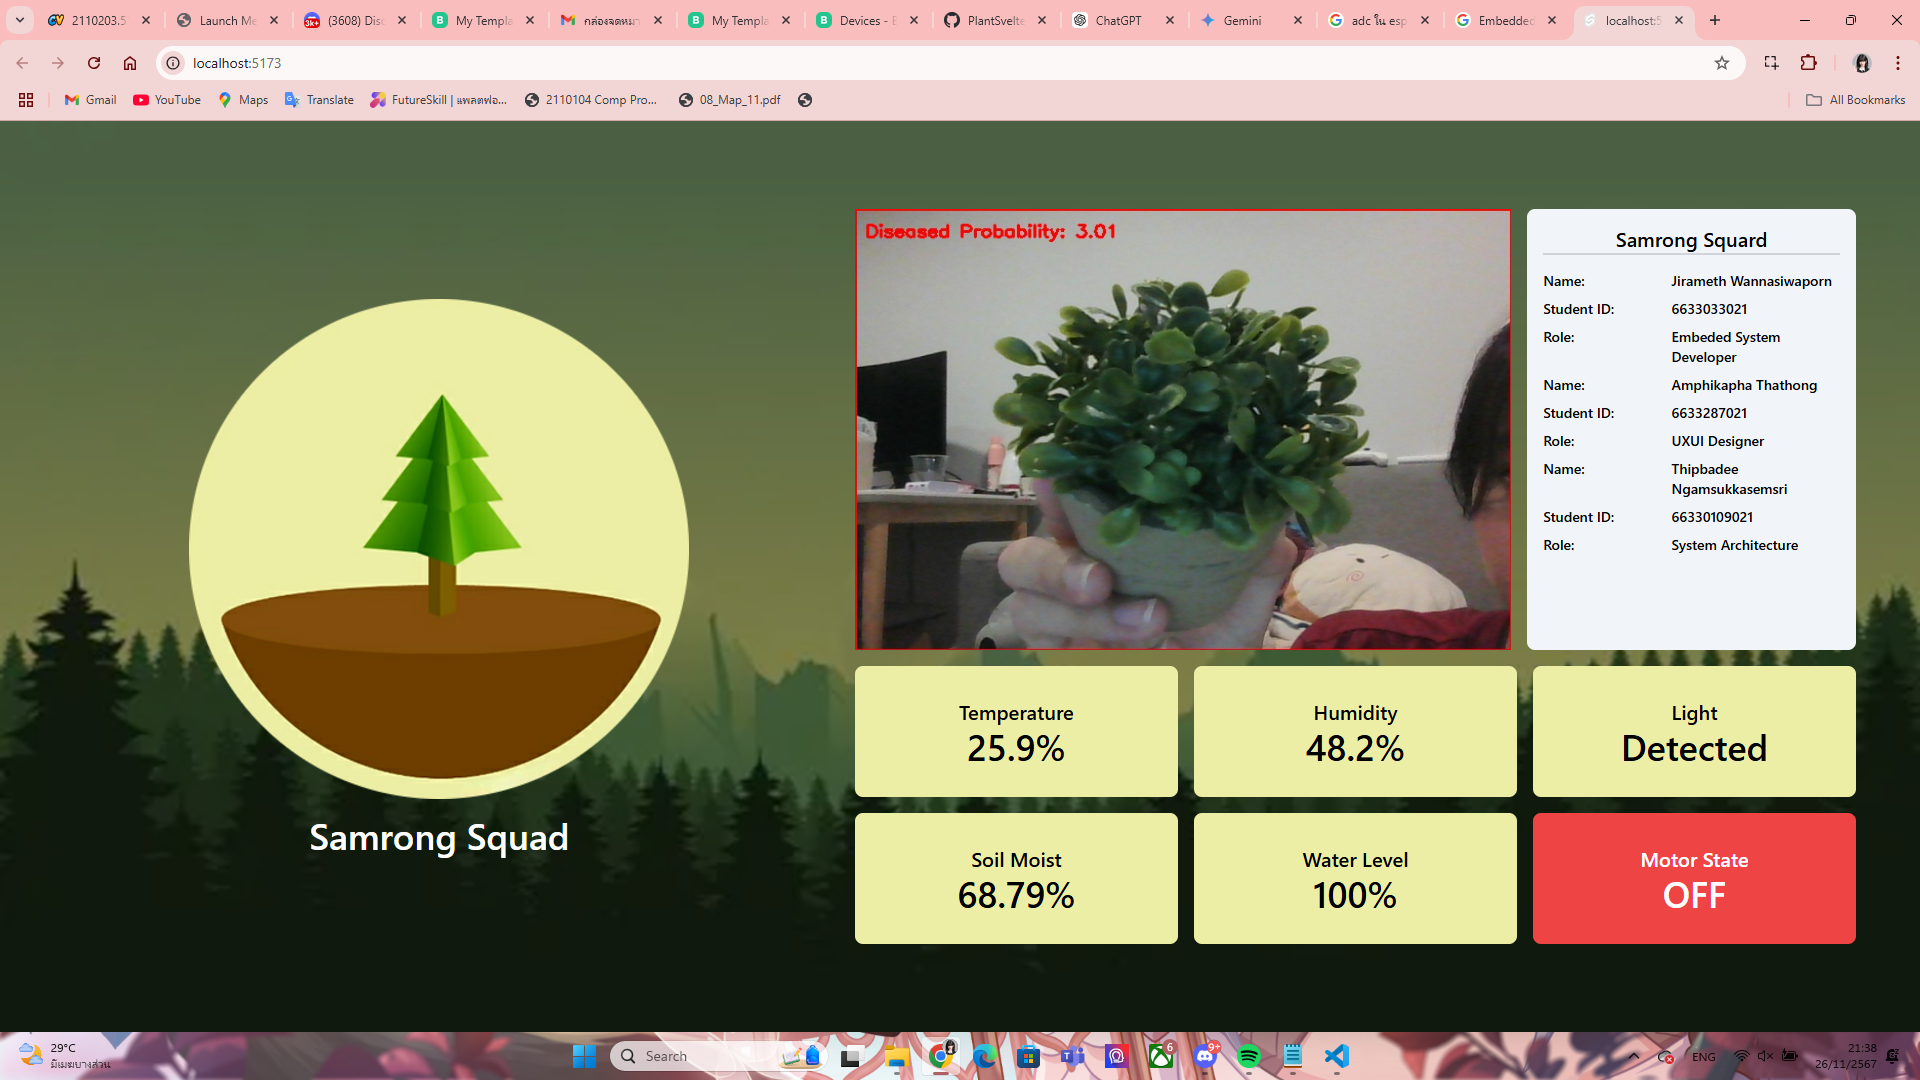 2110203.5
Launch Me
(3608) Disc
My Templa
กล่องจดหมา
My Templa
Devices - B
PlantSvelte
ChatGPT
Gemini
adc ใน esp
Embedded
localhost:5
localhost:5173
Gmail
YouTube
Maps
Translate
FutureSkill | แพลตฟอ...
2110104 Comp Pro...
08_Map_11.pdf
All Bookmarks
Diseased Probability: 3.01
Samrong Squard
Name: Jirameth Wannasiwaporn
Student ID: 6633033021
Role: Embeded System
Developer
Name: Amphikapha Thathong
Student ID: 6633287021
Role: UXUI Designer
Name: Thipbadee
Ngamsukkasemsri
Student ID: 66330109021
Role: System Architecture
Samrong Squad
Temperature
25.9%
Humidity
48.2%
Light
Detected
Soil Moist
68.79%
Water Level
100%
Motor State
OFF
29°C
มีเมฆบางส่วน
Search
6
9+
ENG
21:38
26/11/2567